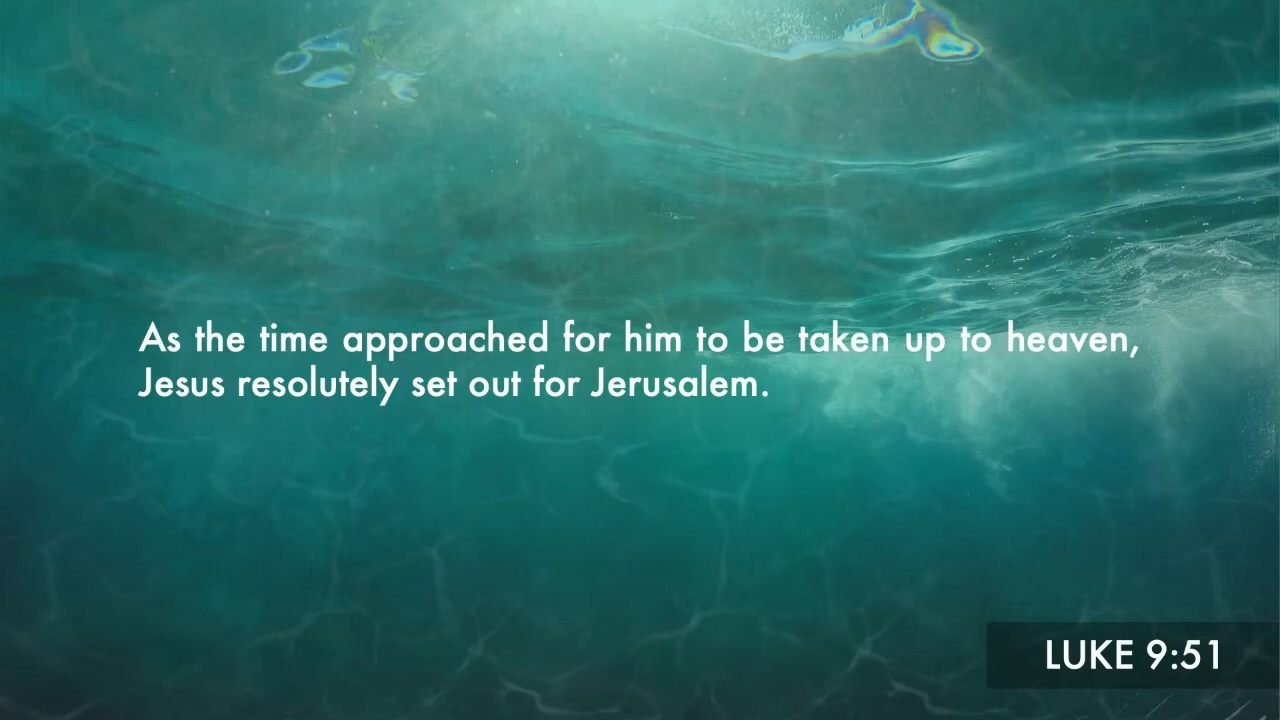 As the time approached for him to be taken up to heaven,
Jesus resolutely set out for Jerusalem.
LUKE 9:51